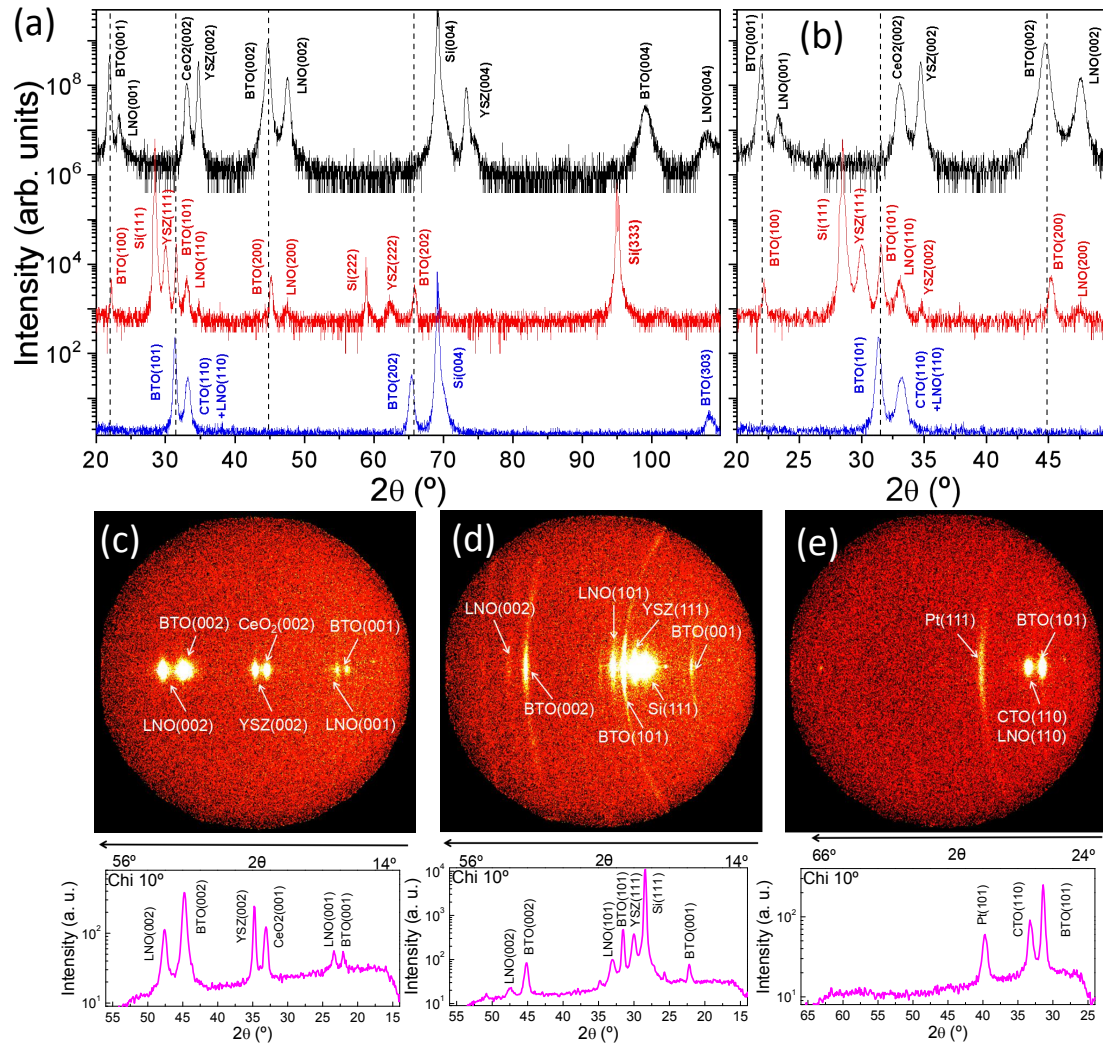 (a)
(b)
Intensity (arb. units)
10^8
10^6
10^4
10^2
BTO(001)
LNO(001)
CeO2(002)
YSZ(002)
BTO(002)
LNO(002)
Si(004)
YSZ(004)
BTO(004)
LNO(004)
BTO(100)
Si(111)
YSZ(111)
BTO(101)
LNO(110)
BTO(200)
LNO(200)
Si(222)
YSZ(222)
BTO(202)
Si(333)
BTO(101)
CTO(110)
+LNO(110)
BTO(202)
Si(004)
BTO(303)
20 30 40 50 60 70 80 90 100
2θ (º)
BTO(001)
LNO(001)
CeO2(002)
YSZ(002)
BTO(002)
LNO(002)
BTO(100)
Si(111)
YSZ(111)
BTO(101)
LNO(110)
YSZ(002)
BTO(200)
LNO(200)
BTO(101)
CTO(110)
+LNO(110)
20 25 30 35 40 45
2θ (º)
(c)
BTO(002)
CeO₂(002)
BTO(001)
LNO(002)
YSZ(002)
LNO(001)
56º 2θ 14º
(d)
LNO(002)
LNO(101)
YSZ(111)
BTO(001)
BTO(002)
Si(111)
BTO(101)
56º 2θ 14º
(e)
Pt(111)
BTO(101)
CTO(110)
LNO(110)
66º 2θ 24º
Chi 10º
Intensity (a. u.)
10^2
10^1
LNO(002)
BTO(002)
YSZ(002)
CeO2(001)
LNO(001)
BTO(001)
55 50 45 40 35 30 25 20 15
2θ (º)
Chi 10º
Intensity (a. u.)
10^4
10^3
10^2
10^1
LNO(002)
BTO(002)
LNO(101)
BTO(101)
YSZ(111)
Si(111)
BTO(001)
55 50 45 40 35 30 25 20 15
2θ (º)
Chi 10º
Intensity (a. u.)
10^2
10^1
Pt(101)
CTO(110)
BTO(101)
65 60 55 50 45 40 35 30 25
2θ (º)